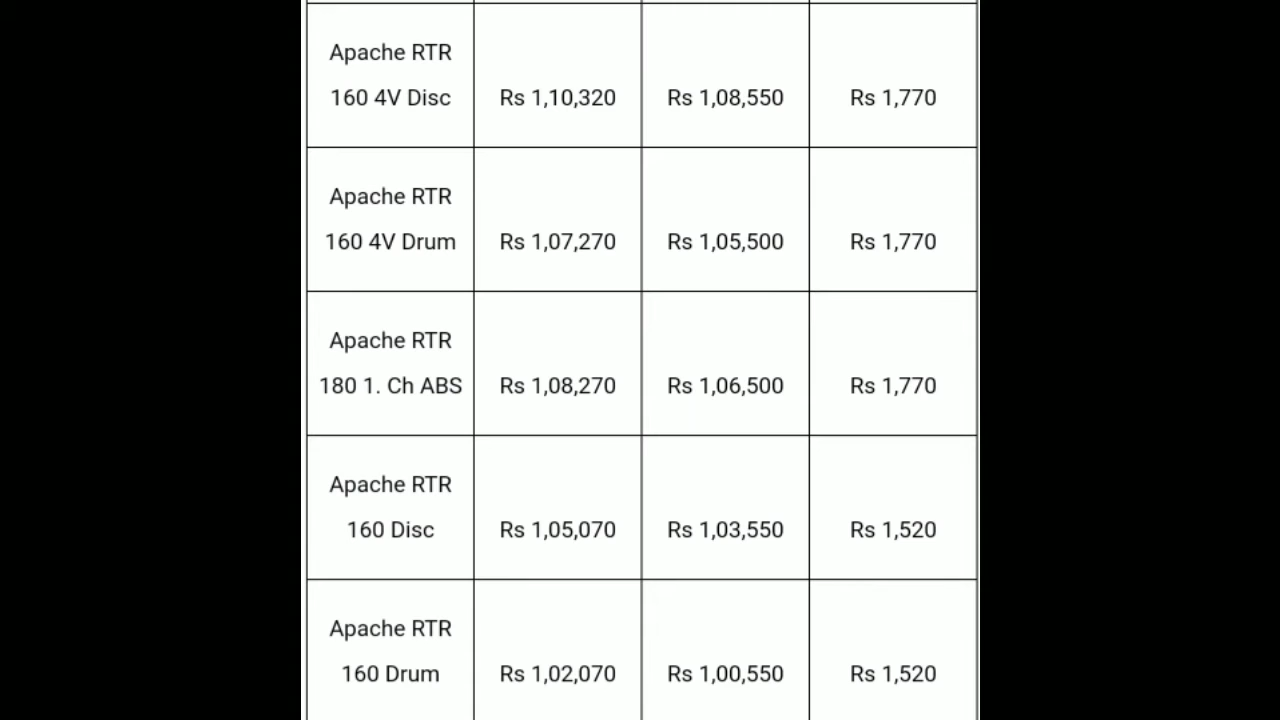 Apache RTR
160 4V Disc Rs 1,10,320 Rs 1,08,550 Rs 1,770
Apache RTR
160 4V Drum Rs 1,07,270 Rs 1,05,500 Rs 1,770
Apache RTR
180 1. Ch ABS Rs 1,08,270 Rs 1,06,500 Rs 1,770
Apache RTR
160 Disc Rs 1,05,070 Rs 1,03,550 Rs 1,520
Apache RTR
160 Drum Rs 1,02,070 Rs 1,00,550 Rs 1,520